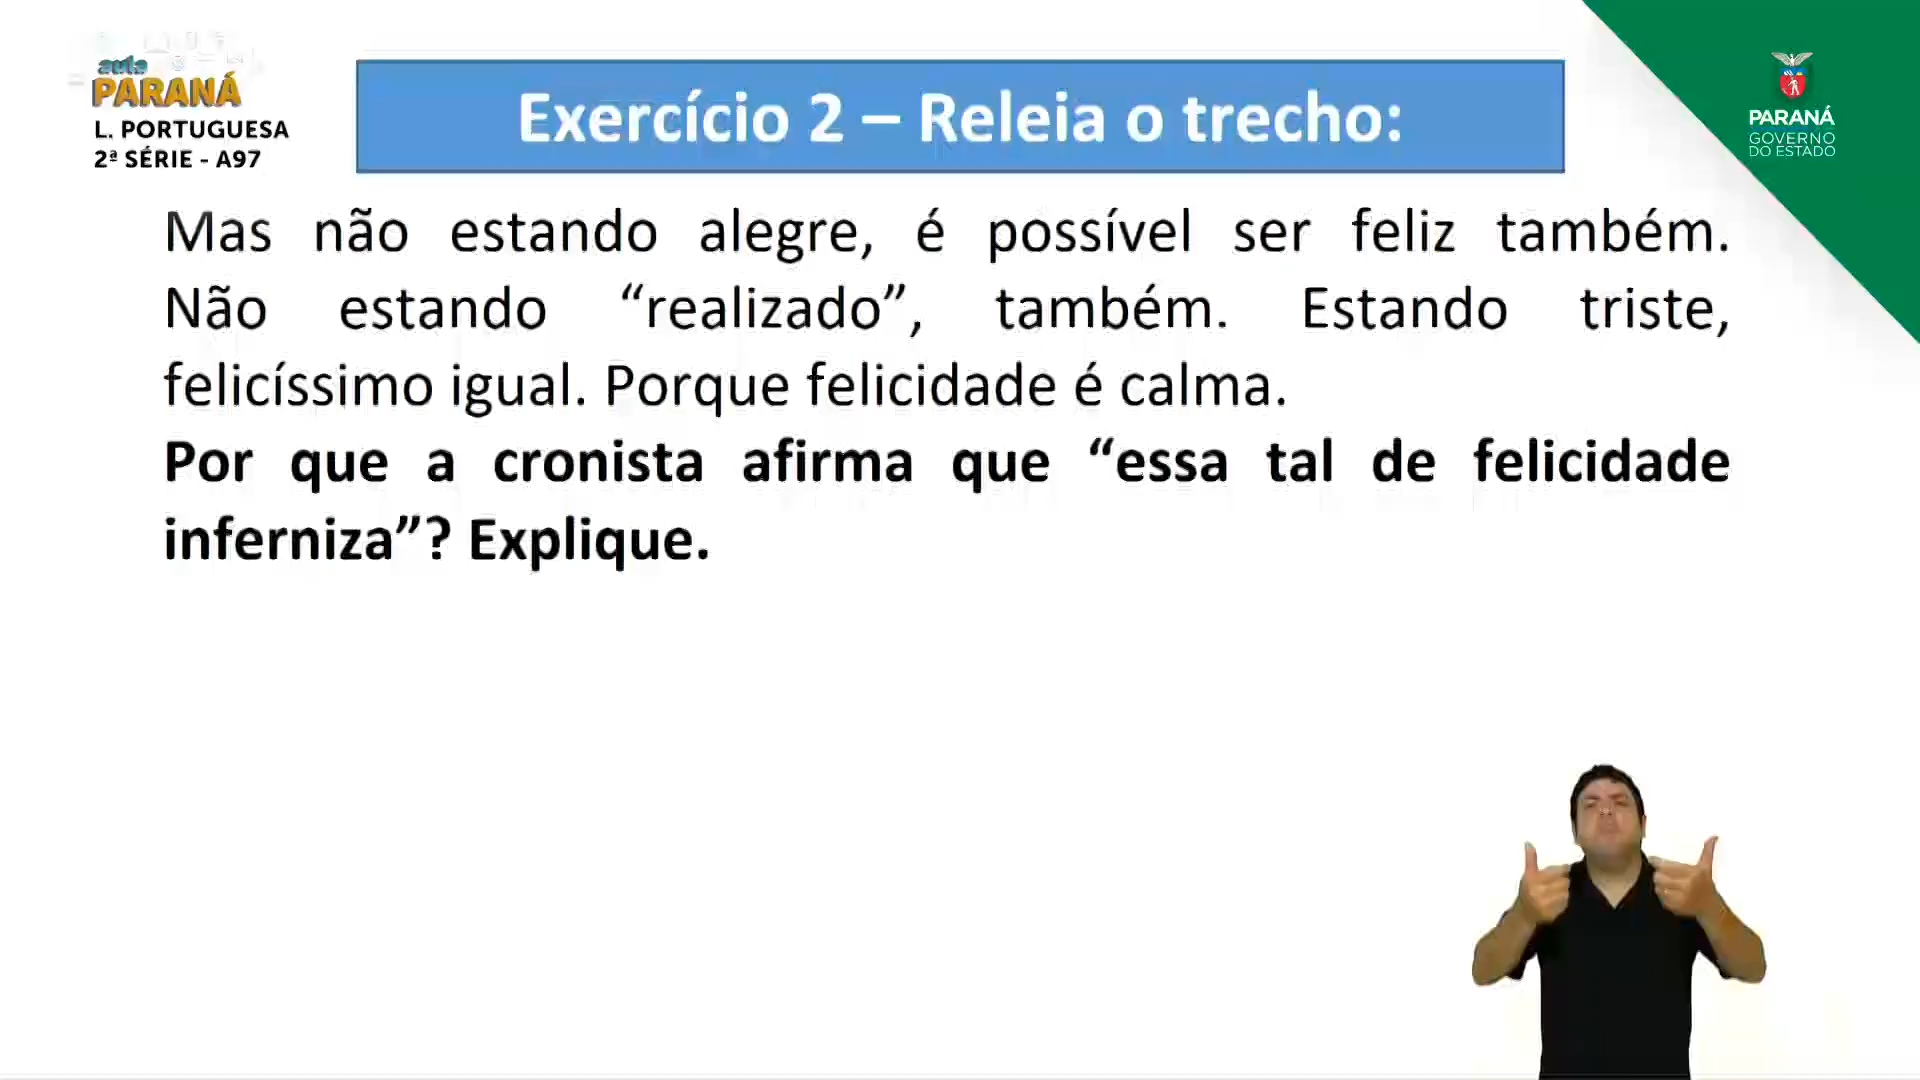 aula
PARANÁ
L. PORTUGUESA
2ª SÉRIE - A97
Exercício 2 – Releia o trecho:
PARANÁ
GOVERNO
DO ESTADO
Mas não estando alegre, é possível ser feliz também.
Não estando “realizado”, também. Estando triste,
felicíssimo igual. Porque felicidade é calma.
Por que a cronista afirma que “essa tal de felicidade
inferniza”? Explique.